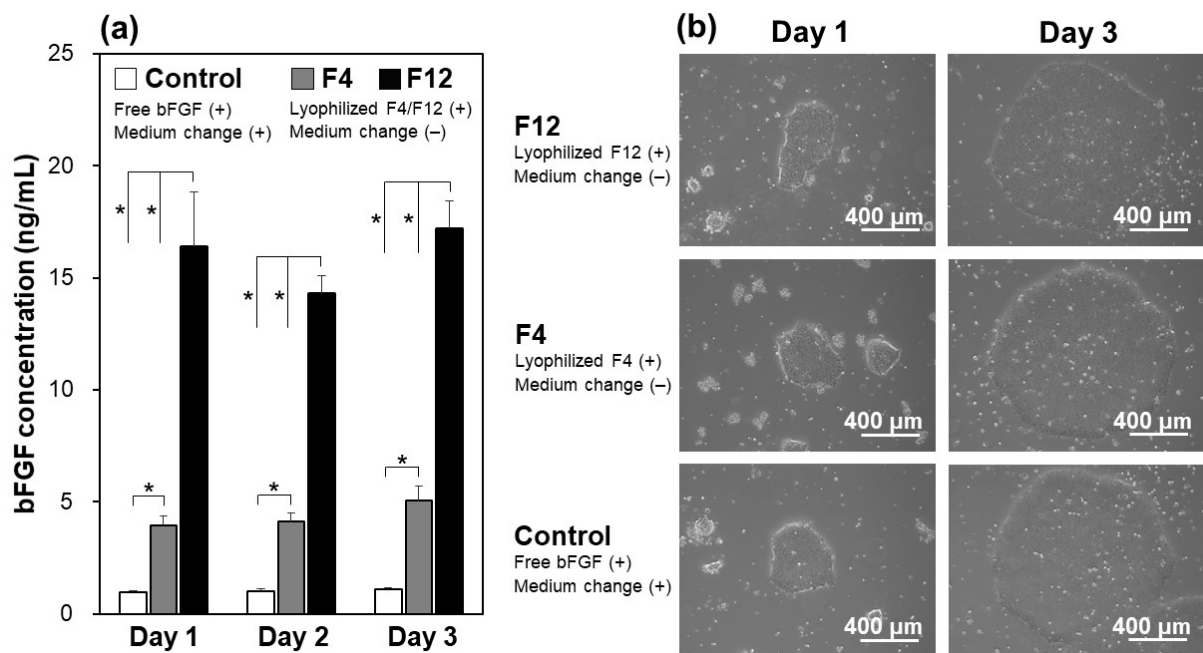 (a)
25
20
15
10
5
0
bFGF concentration (ng/mL)
Control
Free bFGF (+)
Medium change (+)
F4 F12
Lyophilized F4/F12 (+)
Medium change (–)
* *
* *
* *
*
*
*
Day 1 Day 2 Day 3
(b)
Day 1 Day 3
F12
Lyophilized F12 (+)
Medium change (–)
400 µm 400 µm
F4
Lyophilized F4 (+)
Medium change (–)
400 µm 400 µm
Control
Free bFGF (+)
Medium change (+)
400 µm 400 µm